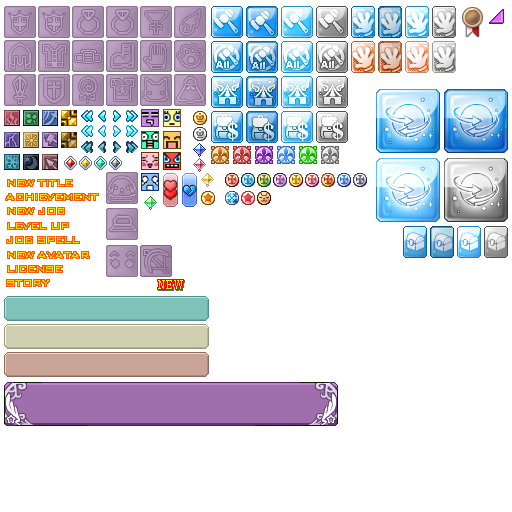 All
All
All
All
NEW TITLE
ACHIEVEMENT
NEW JOB
LEVEL UP
JOB SPELL
NEW AVATAR
LICENSE
STORY
NEW